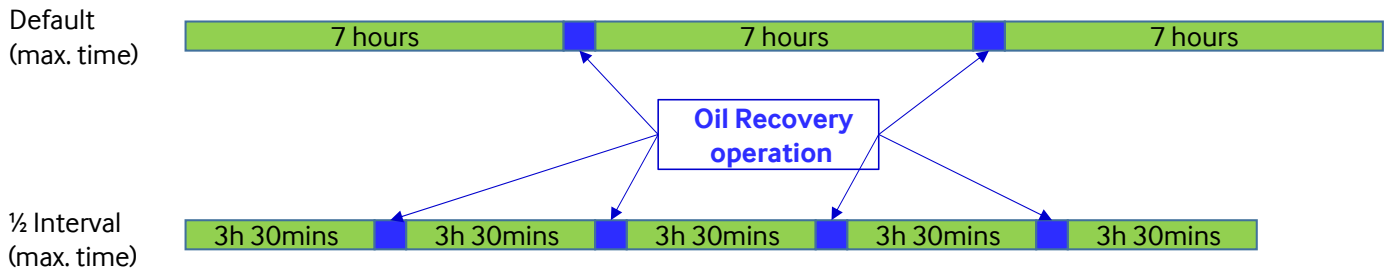 Default
(max. time)
7 hours
7 hours
7 hours
Oil Recovery
operation
½ Interval
(max. time)
3h 30mins
3h 30mins
3h 30mins
3h 30mins
3h 30mins